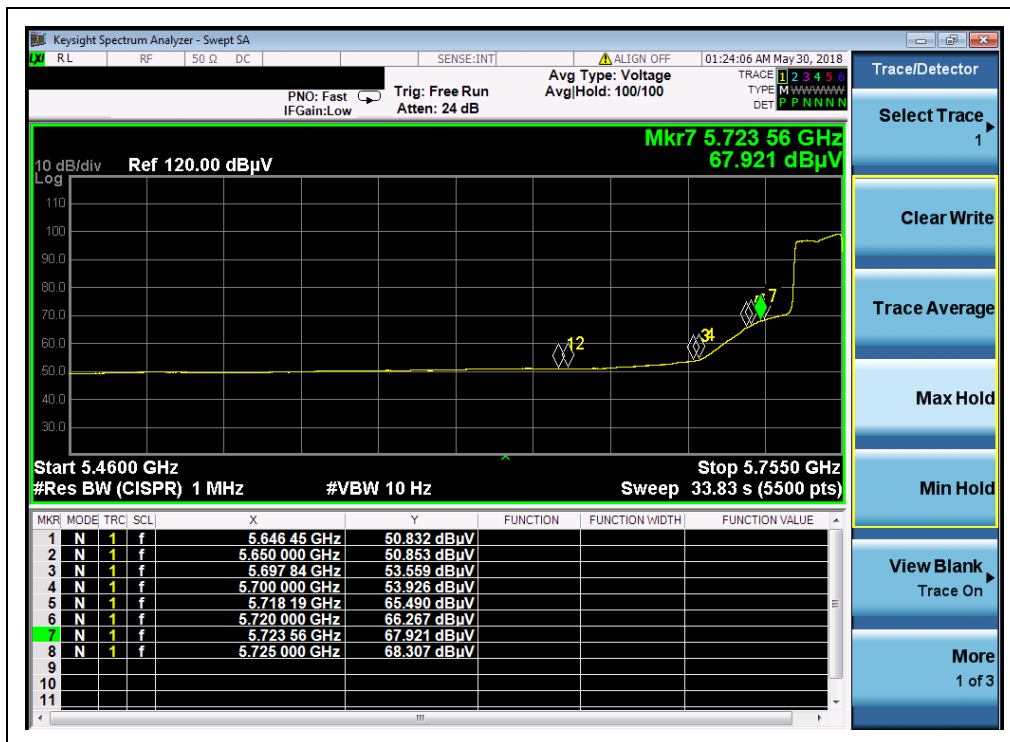 Keysight Spectrum Analyzer - Swept SA
LXI RL RF 50 Ω DC SENSE:INT ALIGN OFF 01:24:06 AM May 30, 2018
PNO: Fast
IFGain:Low
Trig: Free Run
Atten: 24 dB
Avg Type: Voltage
Avg|Hold: 100/100
TRACE 1 2 3 4 5 6
TYPE M W W W W W
DET P P N N N N
Mkr7 5.723 56 GHz
67.921 dBµV
10 dB/div Ref 120.00 dBµV
Log
110
100
90.0
80.0
70.0
60.0
50.0
40.0
30.0
1 2
3 4
7
Start 5.4600 GHz Stop 5.7550 GHz
#Res BW (CISPR) 1 MHz #VBW 10 Hz Sweep 33.83 s (5500 pts)
MKR MODE TRC SCL X Y FUNCTION FUNCTION WIDTH FUNCTION VALUE
1 N 1 f 5.646 45 GHz 50.832 dBµV
2 N 1 f 5.650 000 GHz 50.853 dBµV
3 N 1 f 5.697 84 GHz 53.559 dBµV
4 N 1 f 5.700 000 GHz 53.926 dBµV
5 N 1 f 5.718 19 GHz 65.490 dBµV
6 N 1 f 5.720 000 GHz 66.267 dBµV
7 N 1 f 5.723 56 GHz 67.921 dBµV
8 N 1 f 5.725 000 GHz 68.307 dBµV
9
10
11
Trace/Detector
Select Trace
1
Clear Write
Trace Average
Max Hold
Min Hold
View Blank
Trace On
More
1 of 3